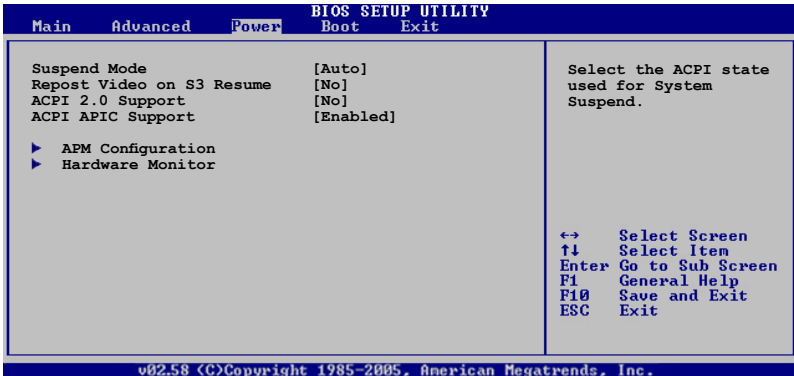 BIOS SETUP UTILITY
Main Advanced Power Boot Exit
Suspend Mode [Auto]
Repost Video on S3 Resume [No]
ACPI 2.0 Support [No]
ACPI APIC Support [Enabled]
APM Configuration
Hardware Monitor
Select the ACPI state
used for System
Suspend.
←→ Select Screen
↑↓ Select Item
Enter Go to Sub Screen
F1 General Help
F10 Save and Exit
ESC Exit
v02.58 (C)Copyright 1985-2005, American Megatrends, Inc.